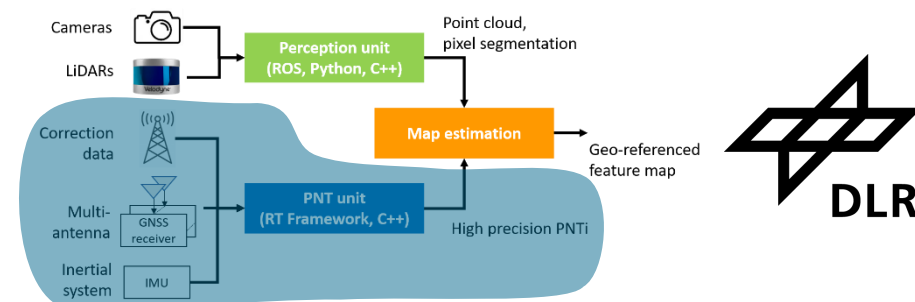 Cameras
LiDARs
Velodyne
Perception unit
(ROS, Python, C++)
Point cloud,
pixel segmentation
Map estimation
Geo-referenced
feature map
Correction
data
Multi-
antenna
GNSS
receiver
Inertial
system
IMU
PNT unit
(RT Framework, C++)
High precision PNTi
DLR